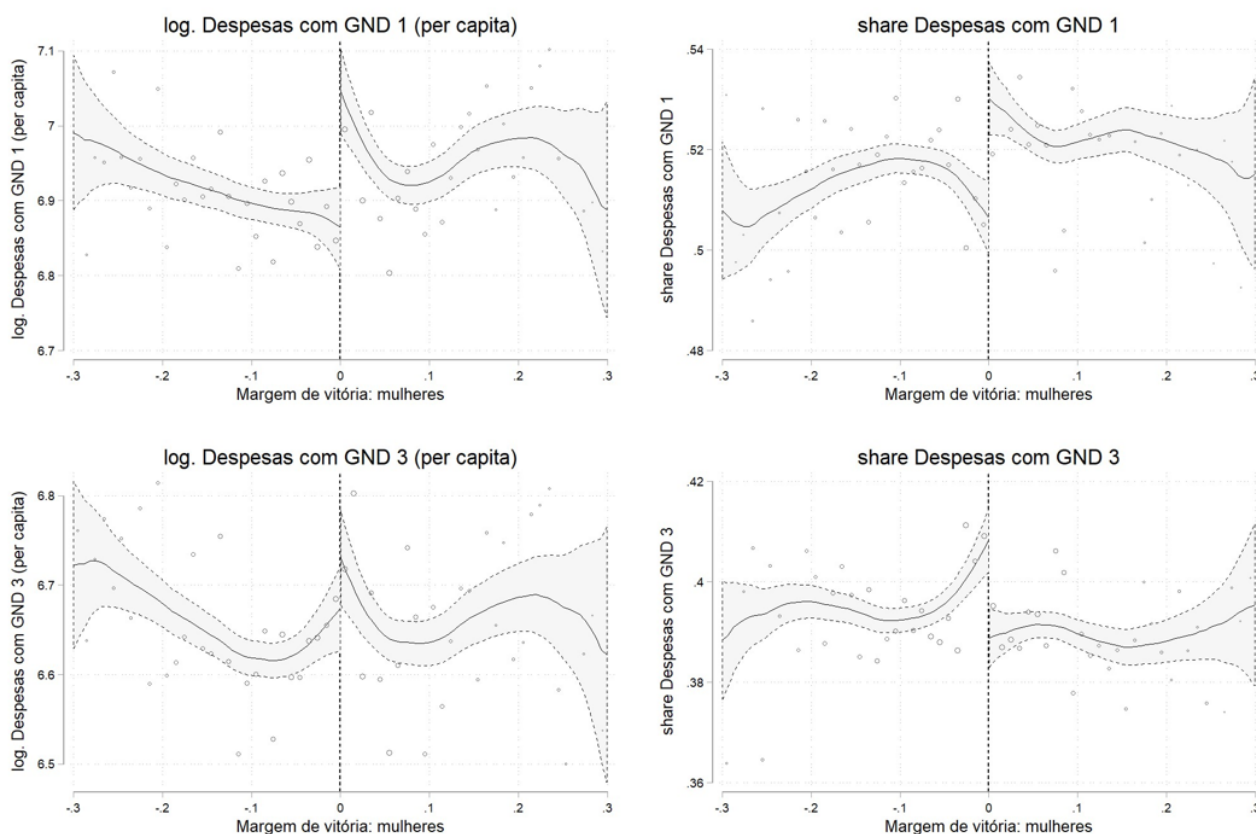 log. Despesas com GND 1 (per capita)
log. Despesas com GND 1 (per capita)
7.1
7
6.9
6.8
6.7
-.3 -.2 -.1 0 .1 .2 .3
Margem de vitória: mulheres
share Despesas com GND 1
share Despesas com GND 1
.54
.52
.5
.48
-.3 -.2 -.1 0 .1 .2 .3
Margem de vitória: mulheres
log. Despesas com GND 3 (per capita)
log. Despesas com GND 3 (per capita)
6.8
6.7
6.6
6.5
-.3 -.2 -.1 0 .1 .2 .3
Margem de vitória: mulheres
share Despesas com GND 3
share Despesas com GND 3
.42
.4
.38
.36
-.3 -.2 -.1 0 .1 .2 .3
Margem de vitória: mulheres